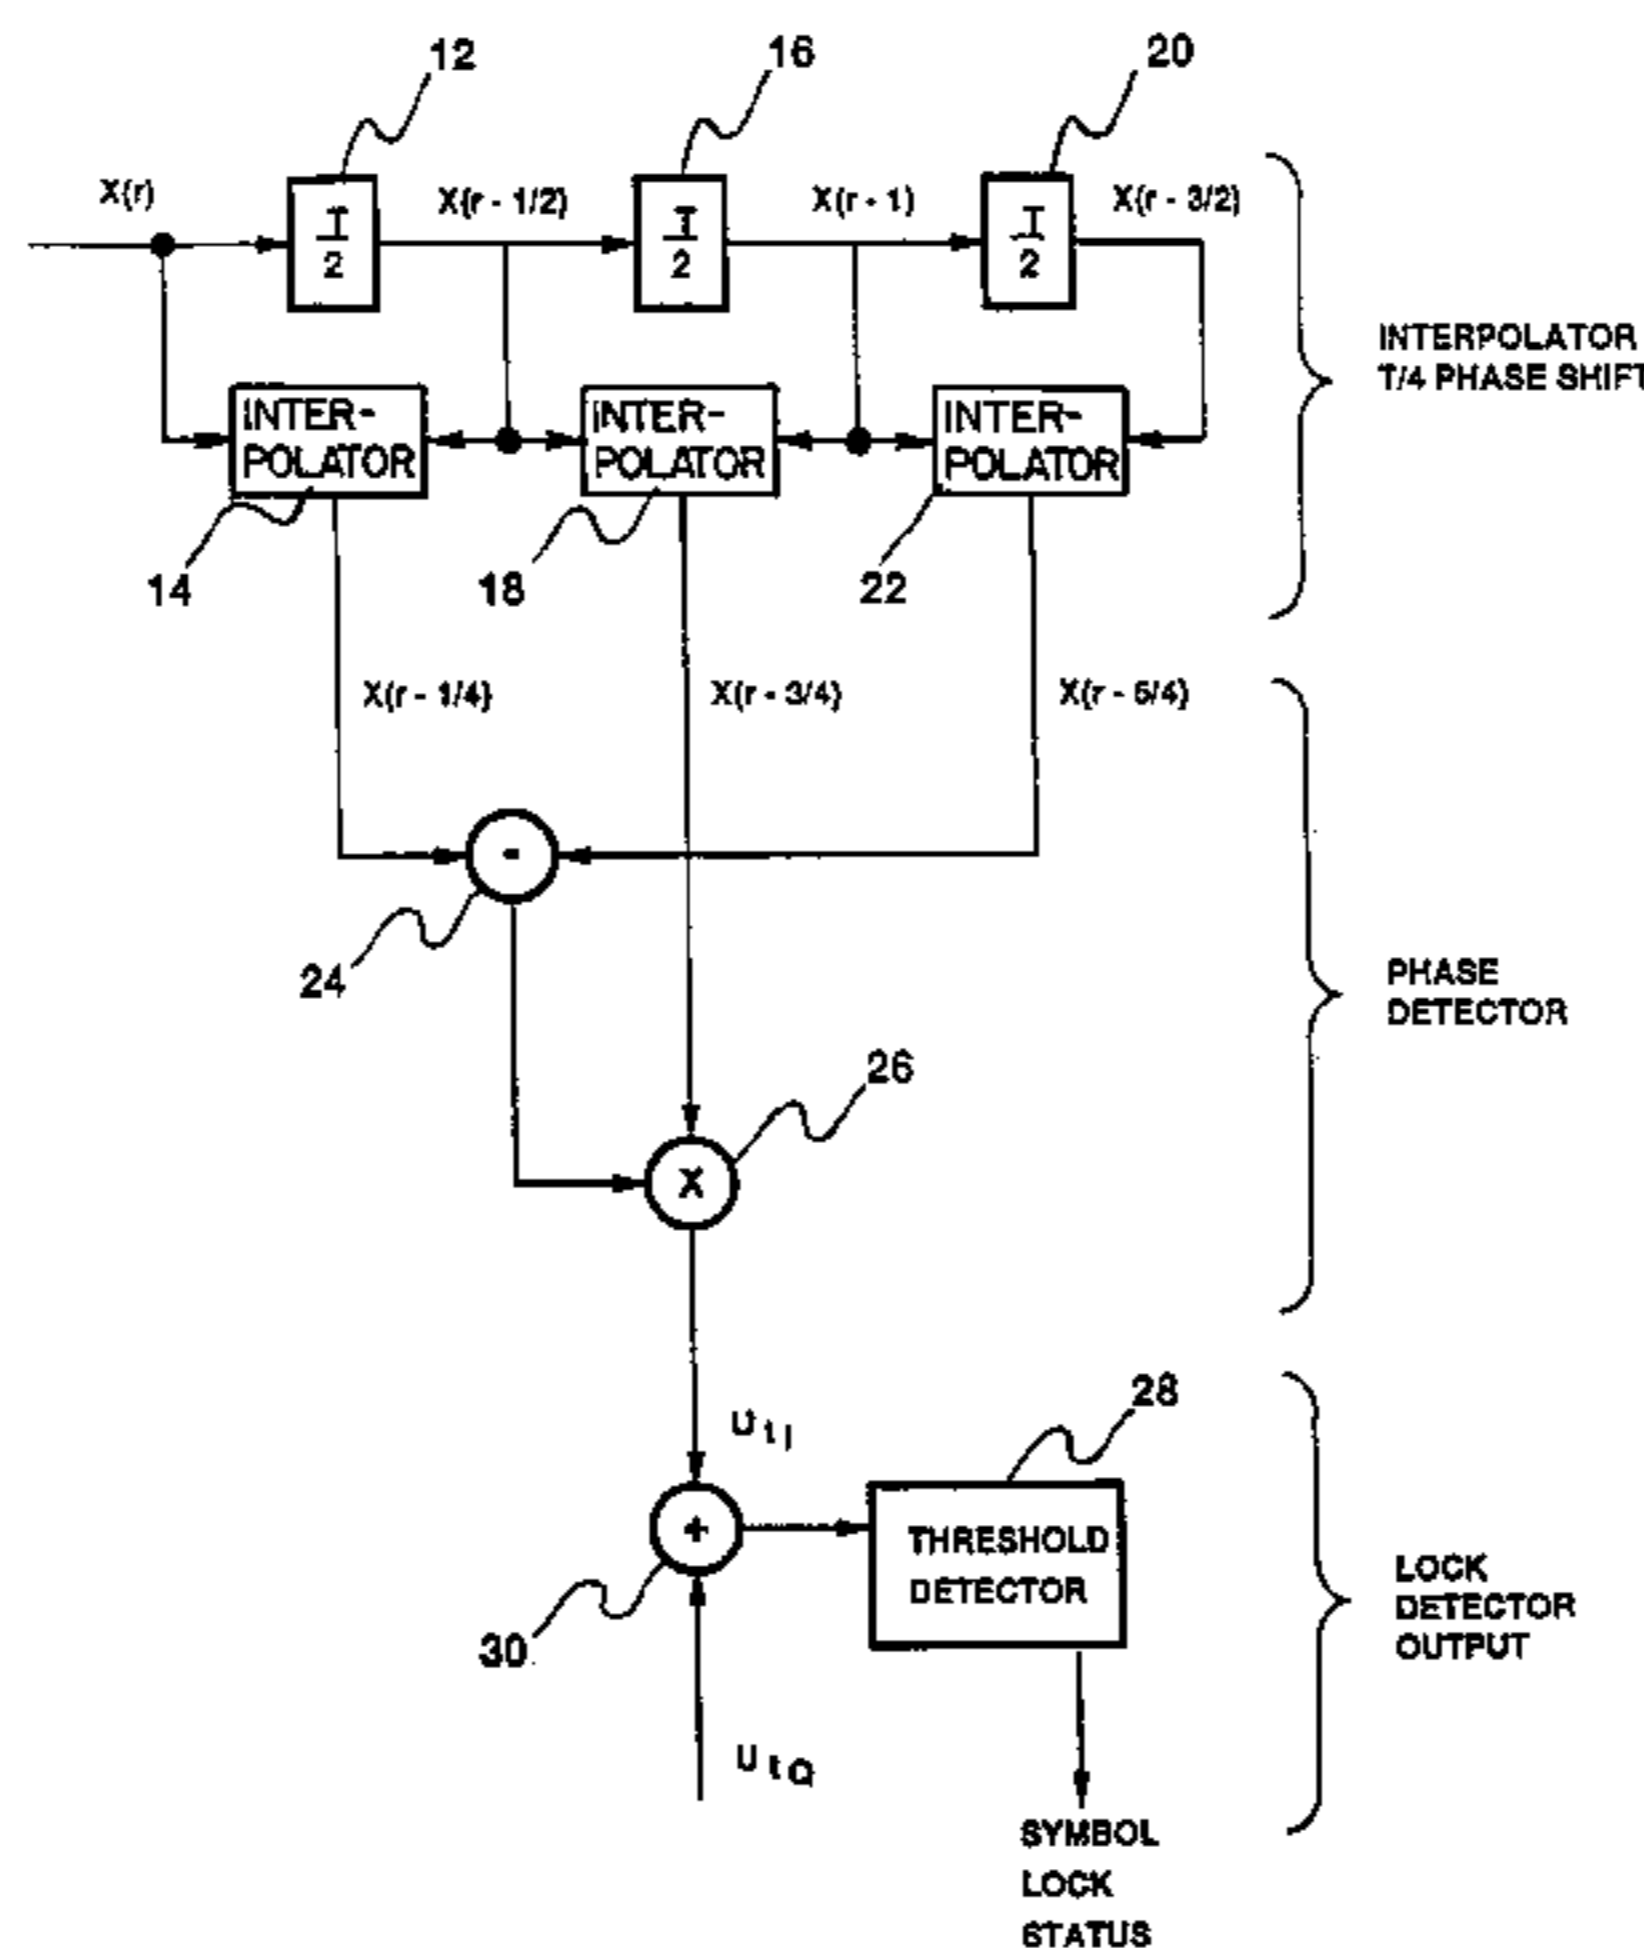 12
16
20
X(r)
X(r - 1/2)
X(r - 1)
X(r - 3/2)
T
2
T
2
T
2
INTERPOLATOR
T/4 PHASE SHIFT
INTER-
POLATOR
INTER-
POLATOR
INTER-
POLATOR
14
18
22
X(r - 1/4)
X(r - 3/4)
X(r - 5/4)
-
24
PHASE
DETECTOR
26
X
28
U t I
+
THRESHOLD
DETECTOR
LOCK
DETECTOR
OUTPUT
30
U t Q
SYMBOL
LOCK
STATUS